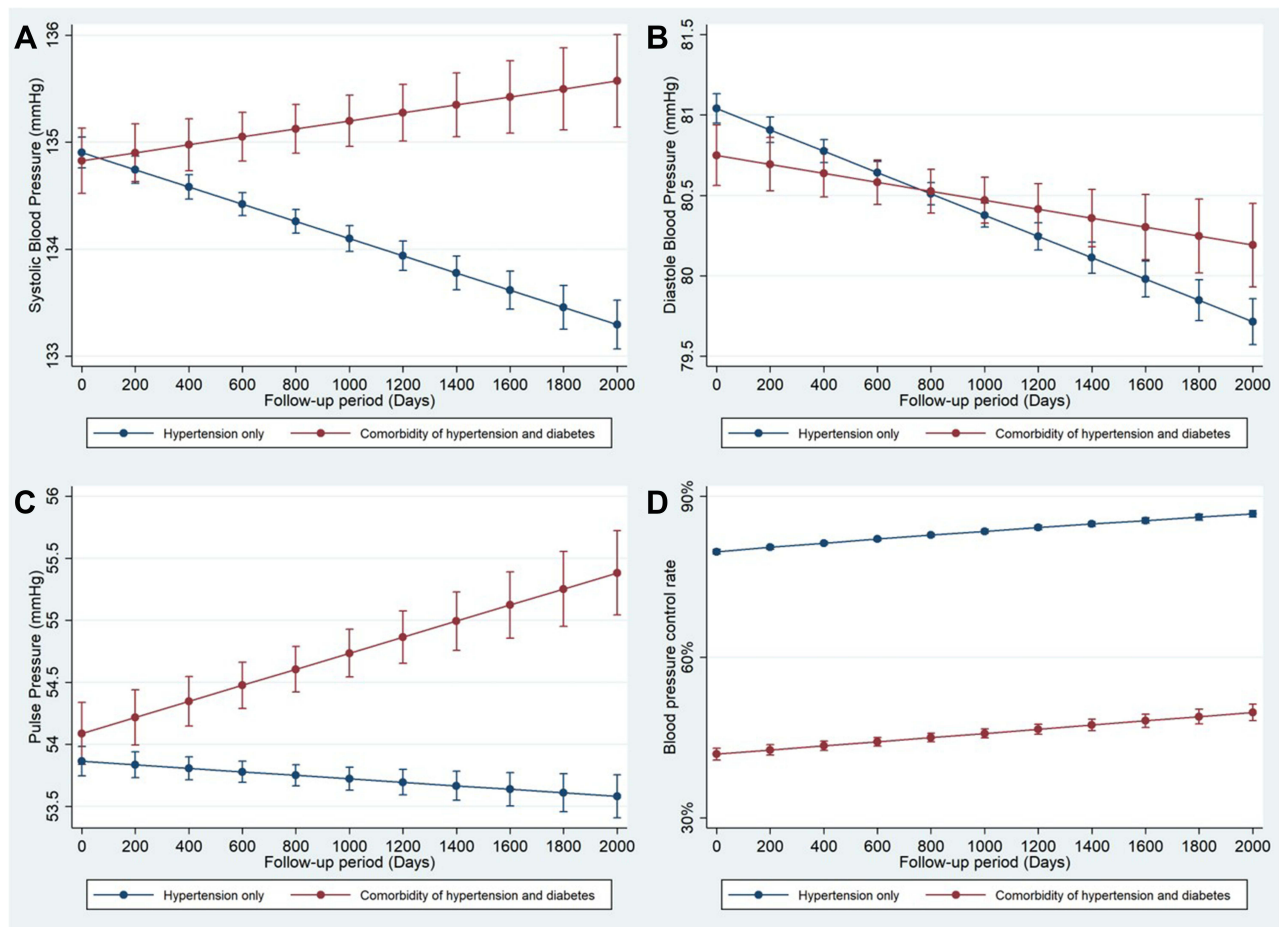 A
Systolic Blood Pressure (mmHg)
136
135
134
133
0 200 400 600 800 1000 1200 1400 1600 1800 2000
Follow-up period (Days)
Hypertension only Comorbidity of hypertension and diabetes
B
Diastole Blood Pressure (mmHg)
81.5
81
80.5
80
79.5
0 200 400 600 800 1000 1200 1400 1600 1800 2000
Follow-up period (Days)
Hypertension only Comorbidity of hypertension and diabetes
C
Pulse Pressure (mmHg)
56
55.5
55
54.5
54
53.5
0 200 400 600 800 1000 1200 1400 1600 1800 2000
Follow-up period (Days)
Hypertension only Comorbidity of hypertension and diabetes
D
Blood pressure control rate
90%
60%
30%
0 200 400 600 800 1000 1200 1400 1600 1800 2000
Follow-up period (Days)
Hypertension only Comorbidity of hypertension and diabetes